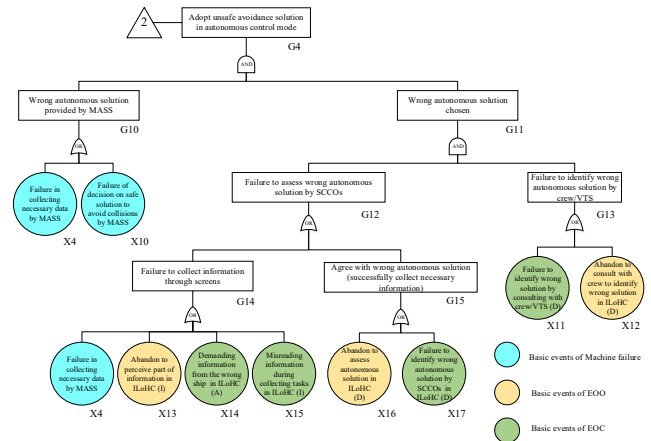 2
Adopt unsafe avoidance solution
in autonomous control mode
G4
AND
Wrong autonomous solution
provided by MASS
G10
Wrong autonomous solution
chosen
G11
OR
AND
Failure in
collecting
necessary data
by MASS
X4
Failure of
decision on safe
solution to
avoid collisions
by MASS
X10
Failure to assess wrong autonomous
solution by SCCOs
G12
Failure to identify wrong
autonomous solution by
crew/VTS
G13
OR
OR
Failure to collect information
through screens
G14
Agree with wrong autonomous solution
(successfully collect necessary
information)
G15
Failure to
identify wrong
solution by
consulting with
crew/VTS (D)
X11
Abandon to
consult with
crew to identify
wrong solution
in ILoHC
(D)
X12
OR
OR
Failure in
collecting
necessary data
by MASS
X4
Abandon to
perceive part of
information in
ILoHC (I)
X13
Demanding
information
from the wrong
ship in ILoHC
(A)
X14
Misreading
information
during
collecting tasks
in ILoHC (I)
X15
Abandon to
assess
autonomous
solution in
ILoHC
(D)
X16
Failure to
identify wrong
autonomous
solution by
SCCOs in
ILoHC (D)
X17
Basic events of Machine failure
Basic events of EOO
Basic events of EOC